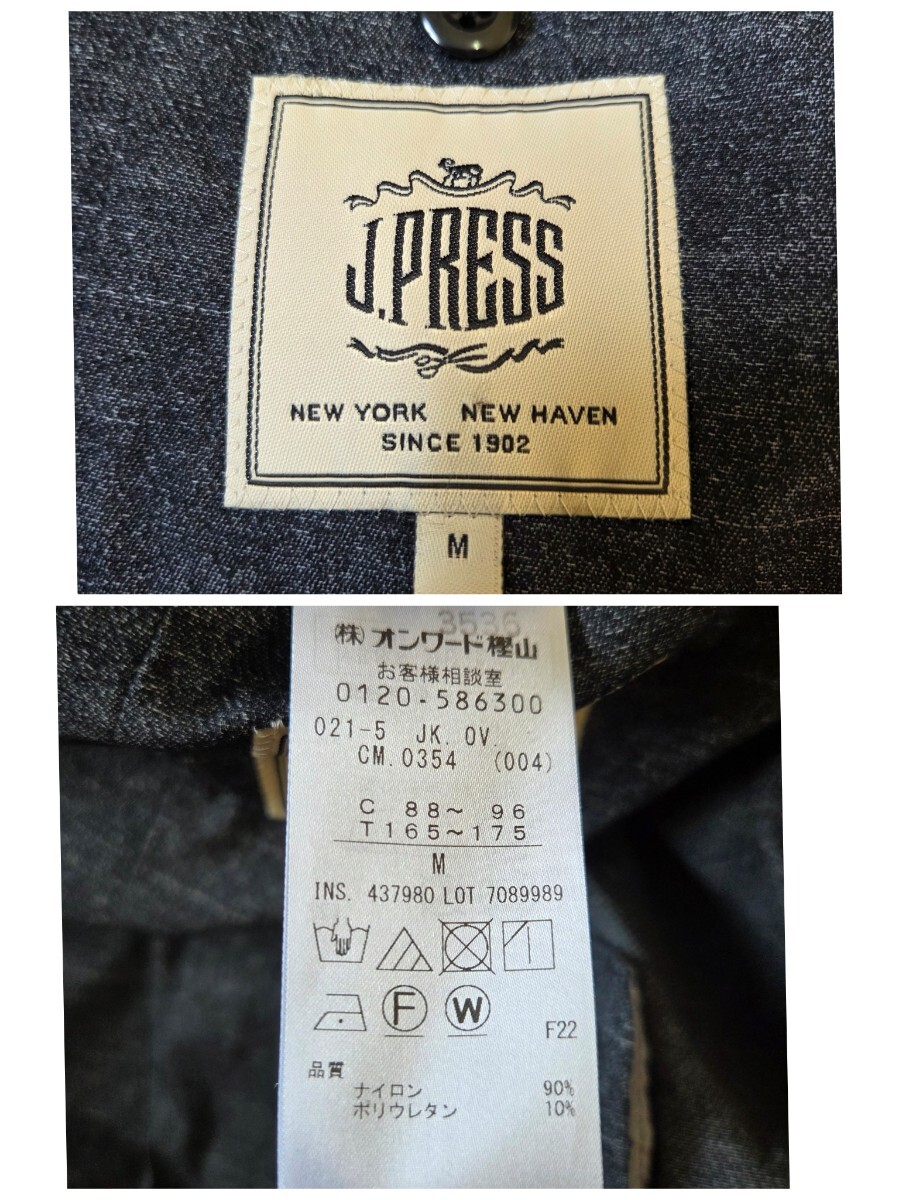 J.PRESS
NEW YORK NEW HAVEN
SINCE 1902
M
3536
(株)オンワード樫山
お客様相談室
0120-586300
021-5 JK. OV.
CM.0354 (004)
C 88〜 96
T 165〜175
M
INS. 437980 LOT 7089989
F W
F22
品質
ナイロン 90%
ポリウレタン 10%